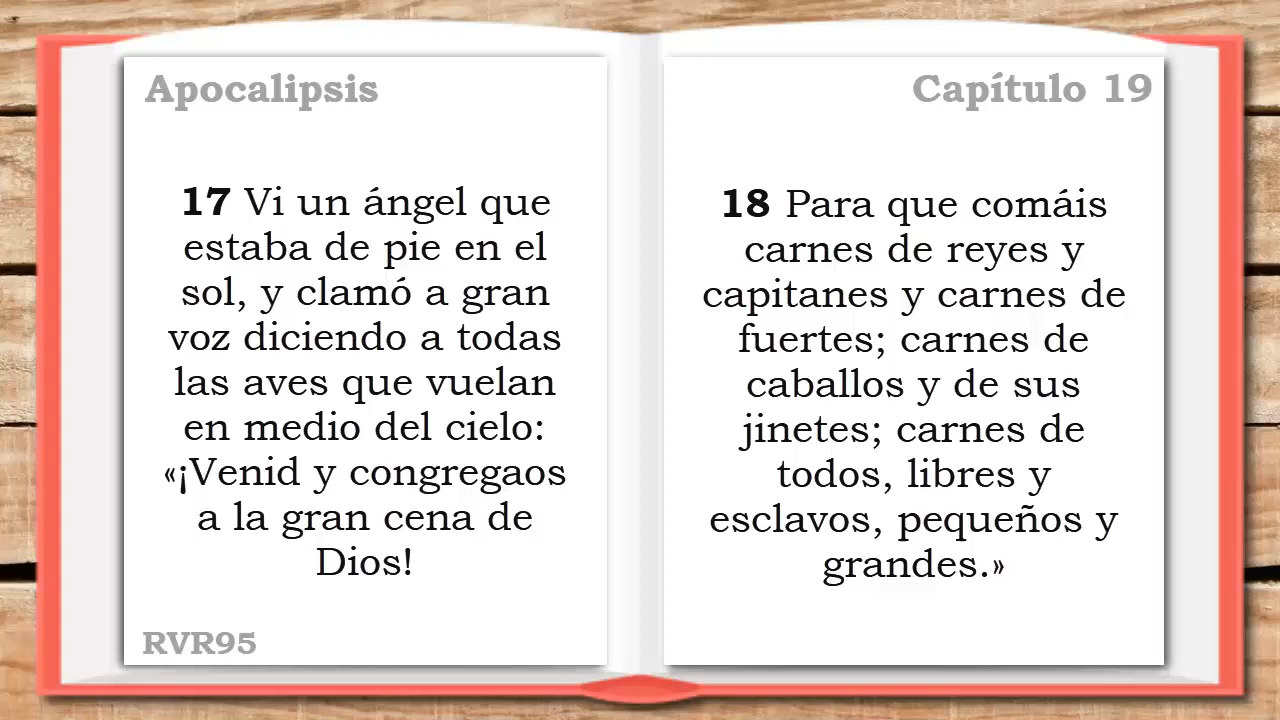 Apocalipsis
17 Vi un ángel que
estaba de pie en el
sol, y clamó a gran
voz diciendo a todas
las aves que vuelan
en medio del cielo:
«¡Venid y congregaos
a la gran cena de
Dios!
RVR95
Capítulo 19
18 Para que comáis
carnes de reyes y
capitanes y carnes de
fuertes; carnes de
caballos y de sus
jinetes; carnes de
todos, libres y
esclavos, pequeños y
grandes.»